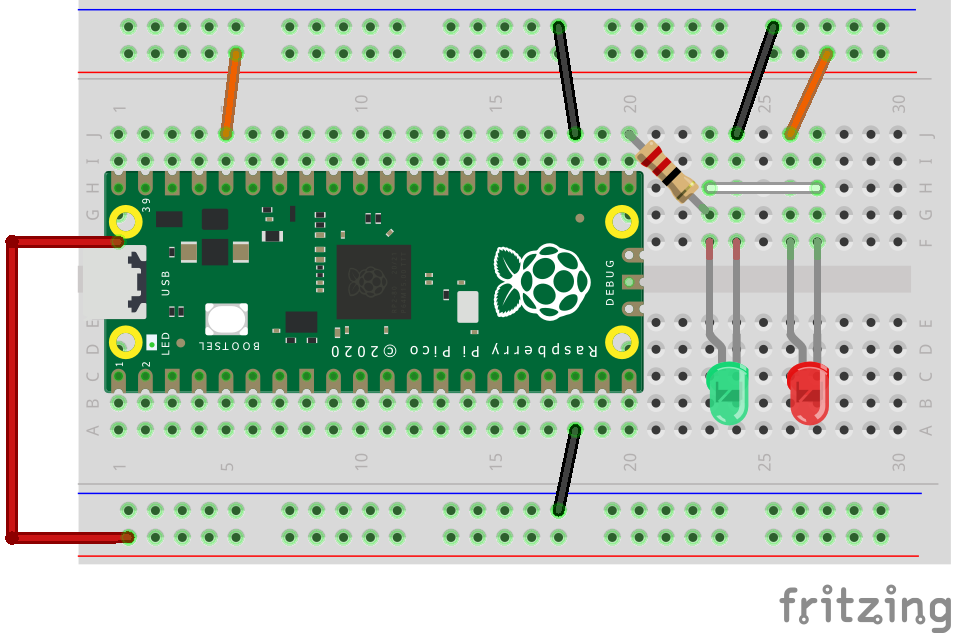 1 10 15 20 25 30
J J
I I
H H
39
G G
F F
USB
DEBUG
E E
LED
BOOTSEL
D D
Raspberry Pi Pico ©2020
1 2
C C
B B
A A
1 5 10 15 20 25 30
fritzing